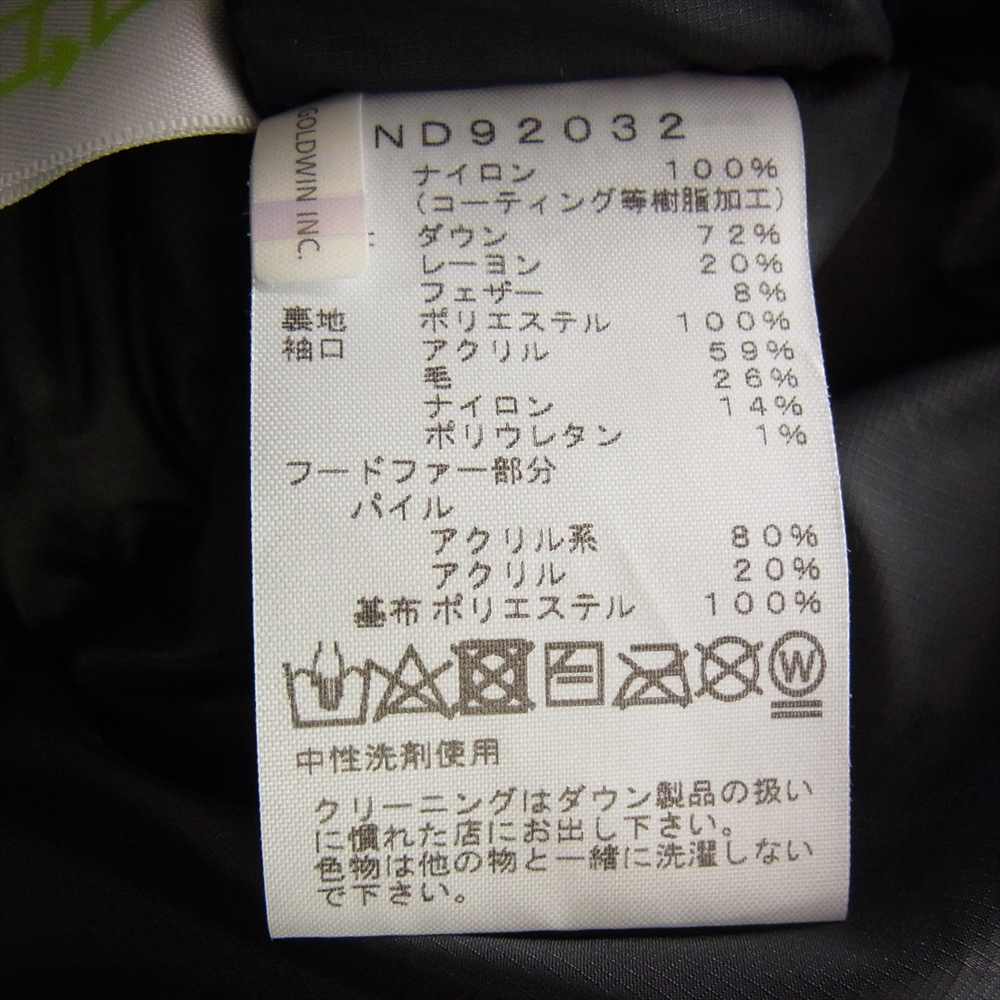 GOLDWIN INC.
ND92032
ナイロン 100%
(コーティング等樹脂加工)
ダウン 72%
レーヨン 20%
フェザー 8%
裏地 ポリエステル 100%
袖口 アクリル 59%
毛 26%
ナイロン 14%
ポリウレタン 1%
フードファー部分
パイル
アクリル系 80%
アクリル 20%
基布 ポリエステル 100%
W
中性洗剤使用
クリーニングはダウン製品の扱い
に慣れた店にお出し下さい。
色物は他の物と一緒に洗濯しない
で下さい。